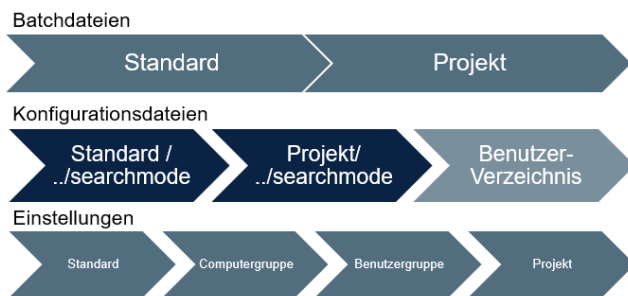 Batchdateien
Standard Projekt
Konfigurationsdateien
Standard / Projekt/ Benutzer-
../searchmode ../searchmode Verzeichnis
Einstellungen
Standard Computergruppe Benutzergruppe Projekt